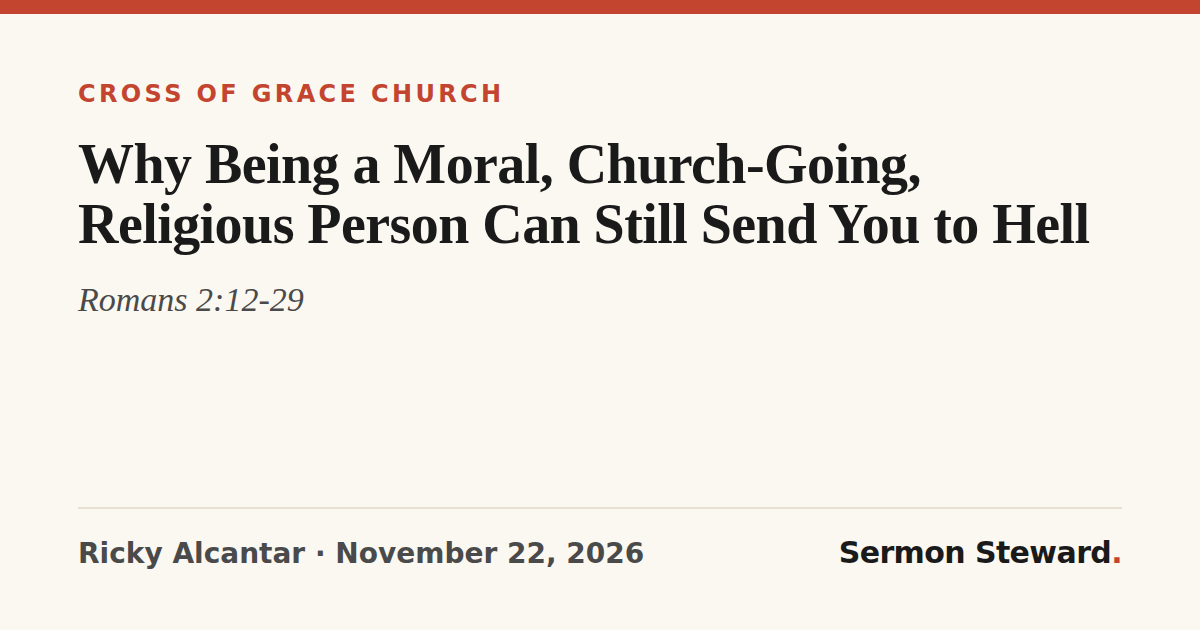 CROSS OF GRACE CHURCH
Why Being a Moral, Church-Going,
Religious Person Can Still Send You to Hell
Romans 2:12-29
Ricky Alcantar · November 22, 2026
Sermon Steward.